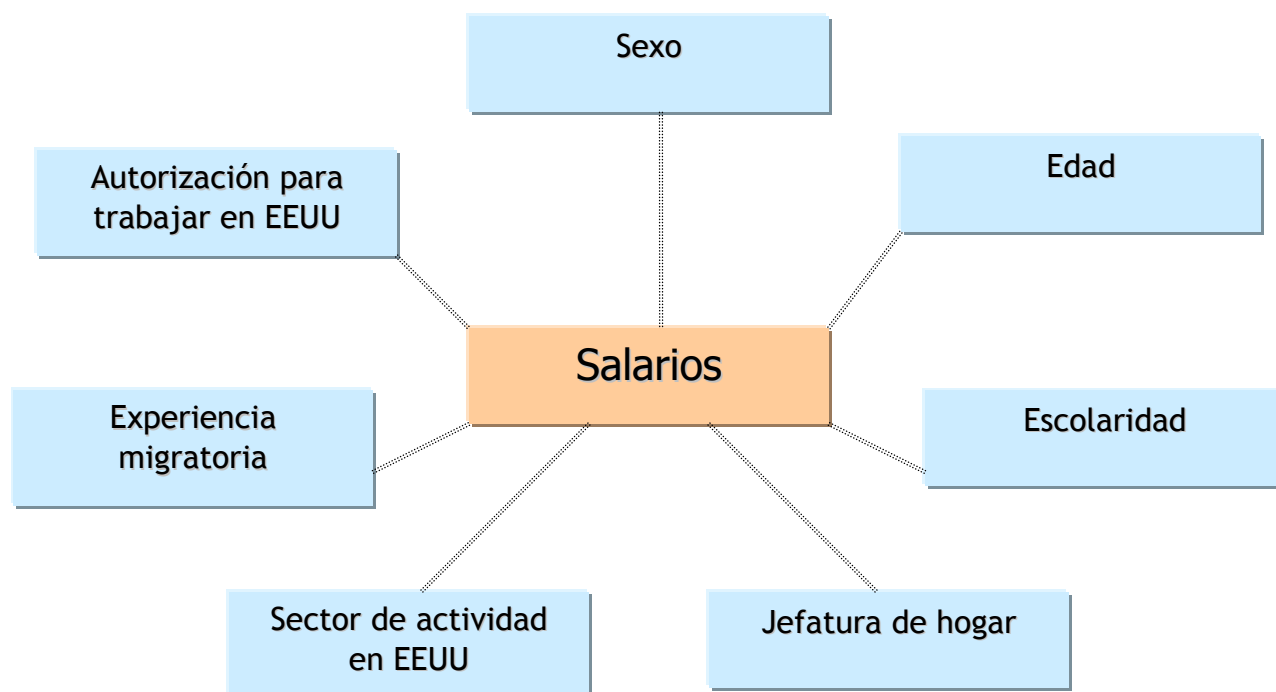 Sexo
Edad
Autorización para
trabajar en EEUU
Salarios
Experiencia
migratoria
Escolaridad
Sector de actividad
en EEUU
Jefatura de hogar